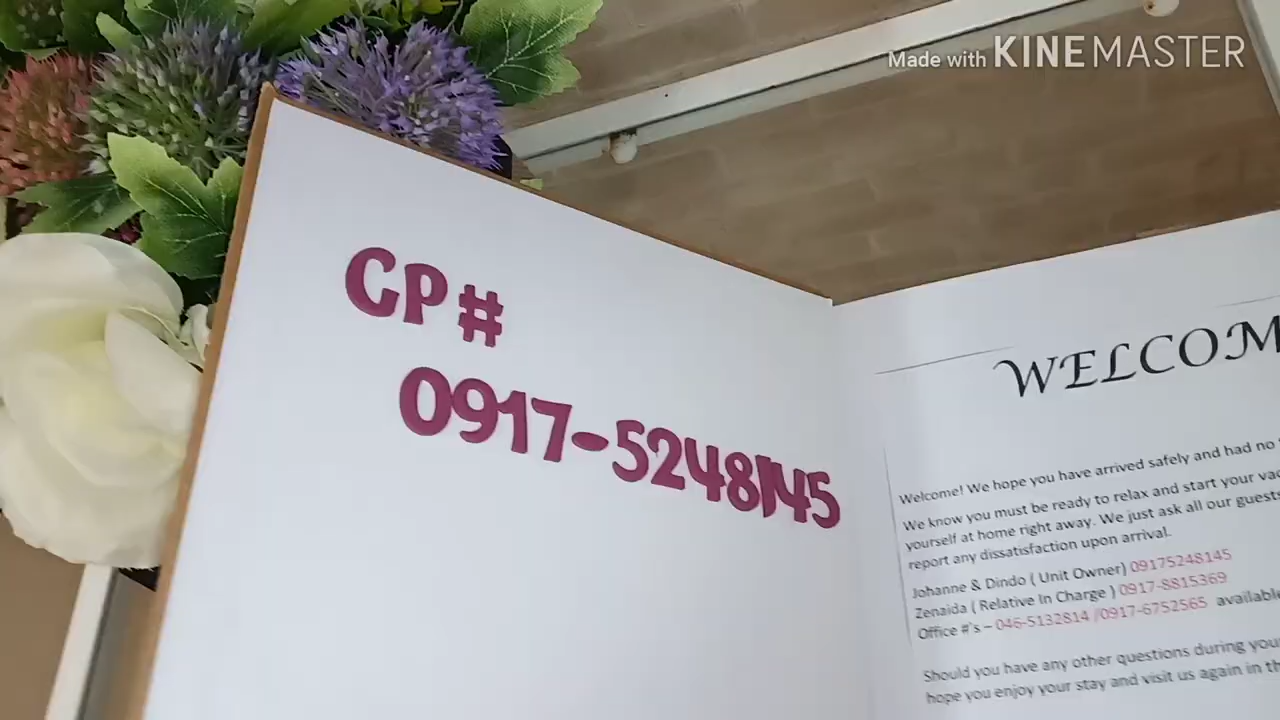 Made with KINEMASTER
CP#
0917-5248145
WELCOM
Welcome! We hope you have arrived safely and had no
We know you must be ready to relax and start your vac
yourself at home right away. We just ask all our guests
report any dissatisfaction upon arrival.
Johanne & Dindo ( Unit Owner) 09175248145
Zenaida ( Relative In Charge ) 0917-8815369
Office #'s – 046-5132814 /0917-6752565 available
Should you have any other questions during you
hope you enjoy your stay and visit us again in th